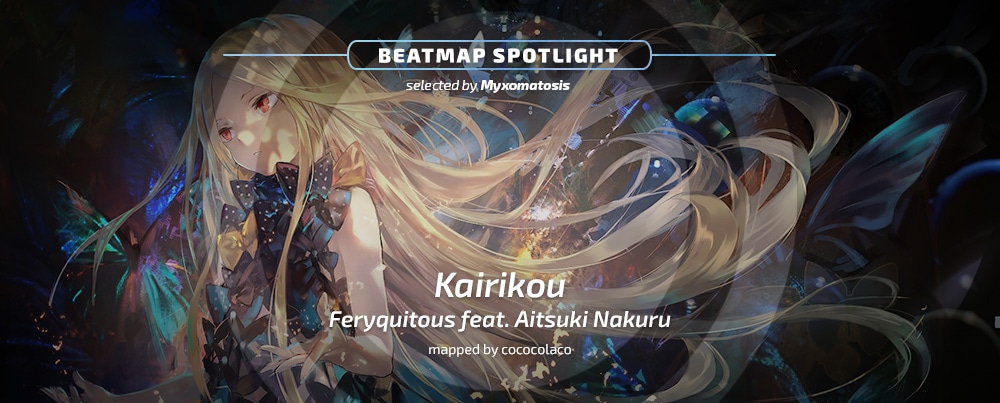 BEATMAP SPOTLIGHT
selected by Myxomatosis
Kairikou
Feryquitous feat. Aitsuki Nakuru
mapped by cococolaco